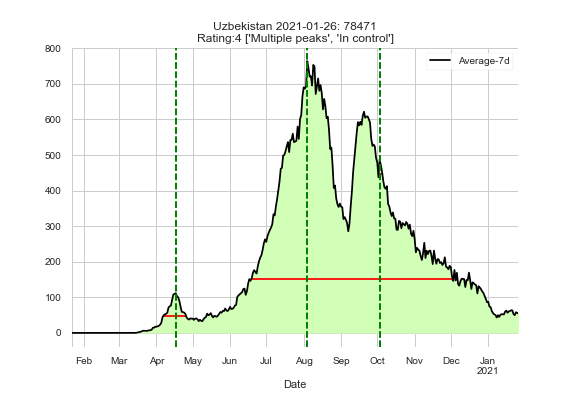 Uzbekistan 2021-01-26: 78471
Rating:4 ['Multiple peaks', 'In control']
Average-7d
800
700
600
500
400
300
200
100
0
Feb Mar Apr May Jun Jul Aug Sep Oct Nov Dec Jan
2021
Date